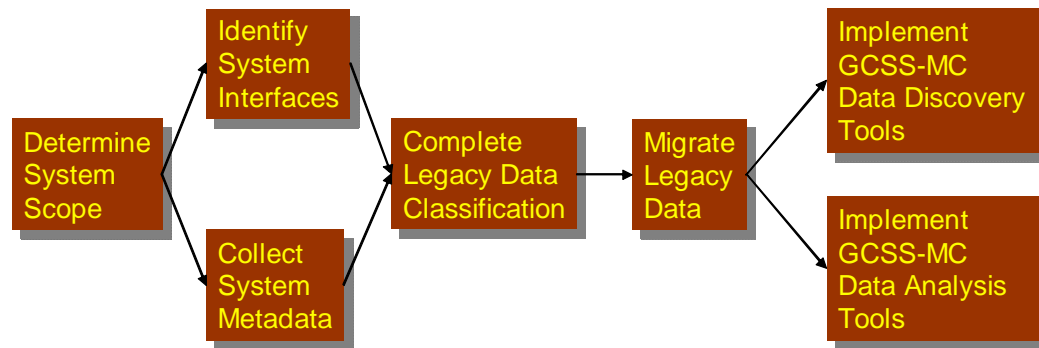 Determine
System
Scope
Identify
System
Interfaces
Collect
System
Metadata
Complete
Legacy Data
Classification
Migrate
Legacy
Data
Implement
GCSS-MC
Data Discovery
Tools
Implement
GCSS-MC
Data Analysis
Tools